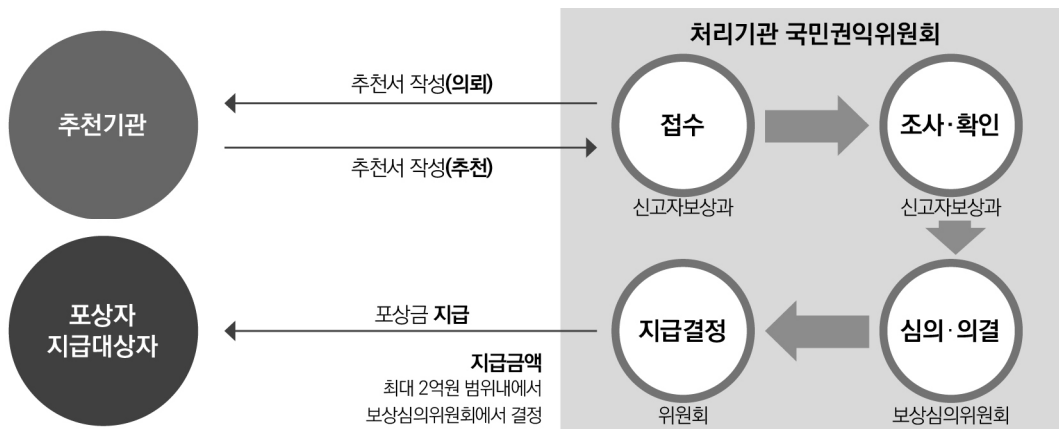 처리기관 국민권익위원회
추천기관
추천서 작성(의뢰)
추천서 작성(추천)
접수
신고자보상과
조사·확인
신고자보상과
포상자
지급대상자
포상금 지급
지급금액
최대 2억원 범위내에서
보상심의위원회에서 결정
지급결정
위원회
심의·의결
보상심의위원회